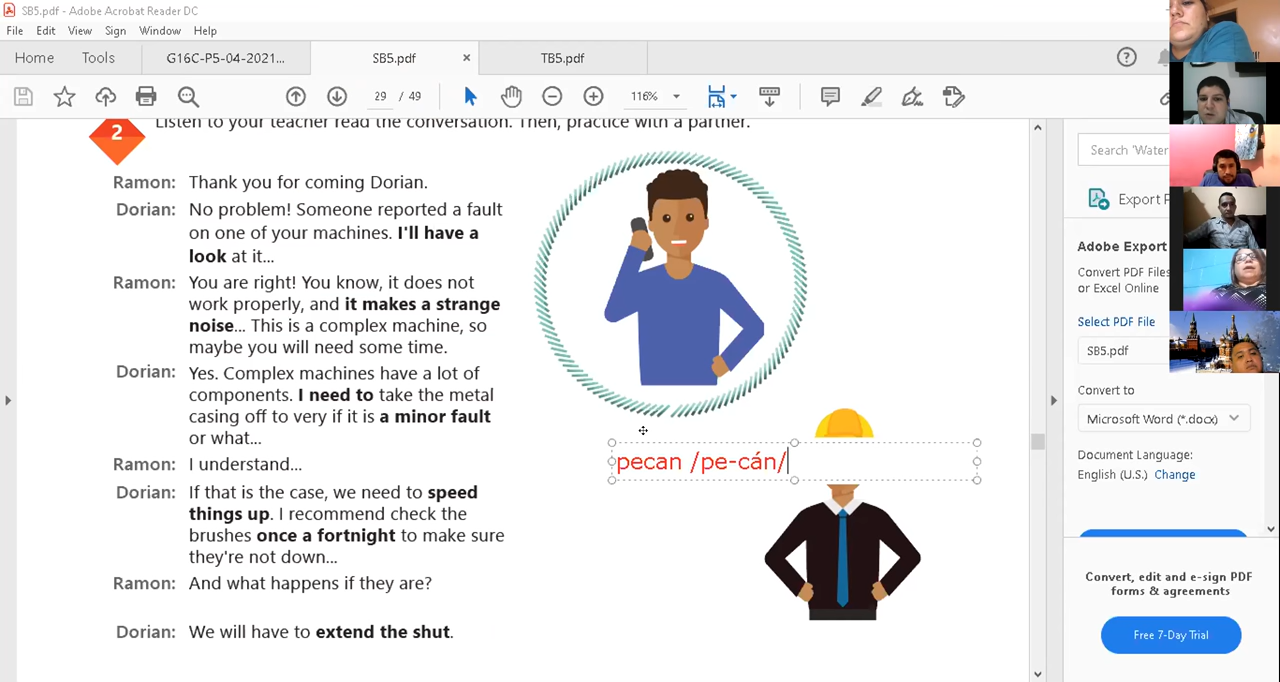 SB5.pdf - Adobe Acrobat Reader DC
File Edit View Sign Window Help
Home Tools G16C-P5-04-2021... SB5.pdf × TB5.pdf
29 / 49 116%
2
Listen to your teacher read the conversation. Then, practice with a partner.
Ramon: Thank you for coming Dorian.
Dorian: No problem! Someone reported a fault
on one of your machines. I'll have a
look at it...
Ramon: You are right! You know, it does not
work properly, and it makes a strange
noise... This is a complex machine, so
maybe you will need some time.
Dorian: Yes. Complex machines have a lot of
components. I need to take the metal
casing off to very if it is a minor fault
or what...
Ramon: I understand...
Dorian: If that is the case, we need to speed
things up. I recommend check the
brushes once a fortnight to make sure
they're not down...
Ramon: And what happens if they are?
Dorian: We will have to extend the shut.
pecan /pe-cán/
Search 'Water
Export P
Adobe Export
Convert PDF Files
or Excel Online
Select PDF File
SB5.pdf
Convert to
Microsoft Word (*.docx)
Document Language:
English (U.S.) Change
Convert, edit and e-sign PDF
forms & agreements
Free 7-Day Trial